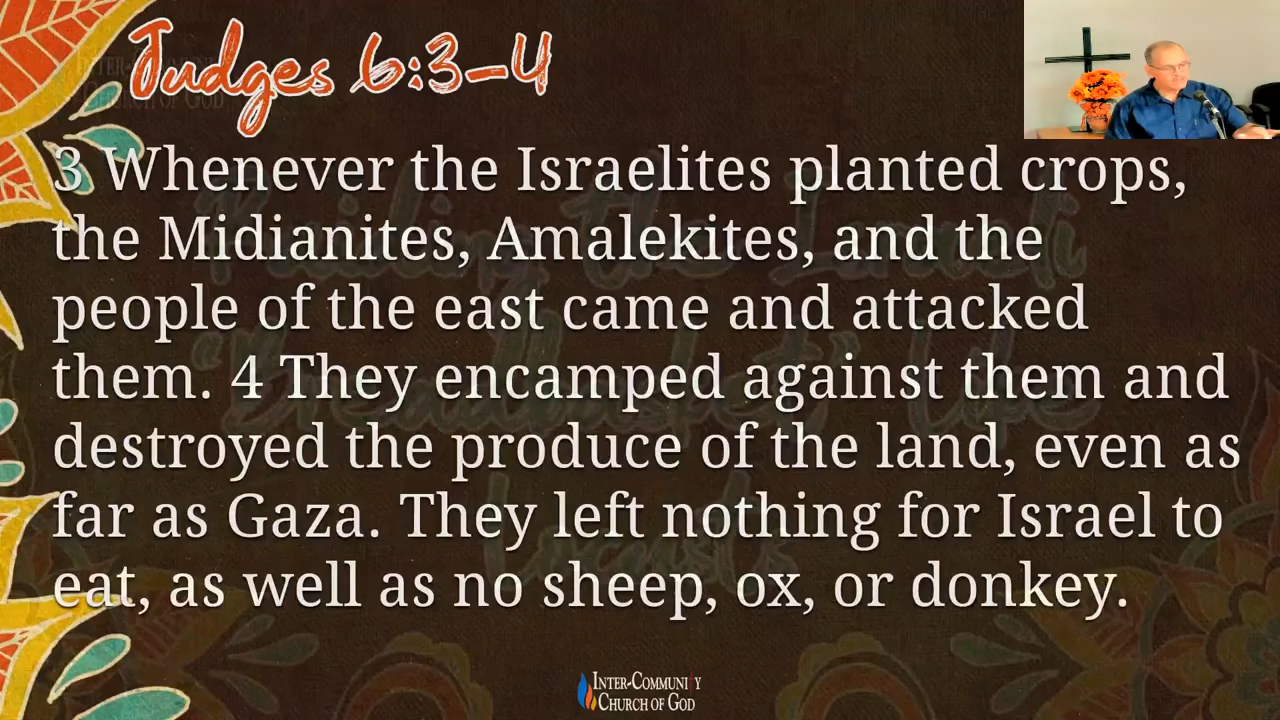 Judges 6:3-4
3 Whenever the Israelites planted crops,
the Midianites, Amalekites, and the
people of the east came and attacked
them. 4 They encamped against them and
destroyed the produce of the land, even as
far as Gaza. They left nothing for Israel to
eat, as well as no sheep, ox, or donkey.
INTER-COMMUNITY
CHURCH OF GOD